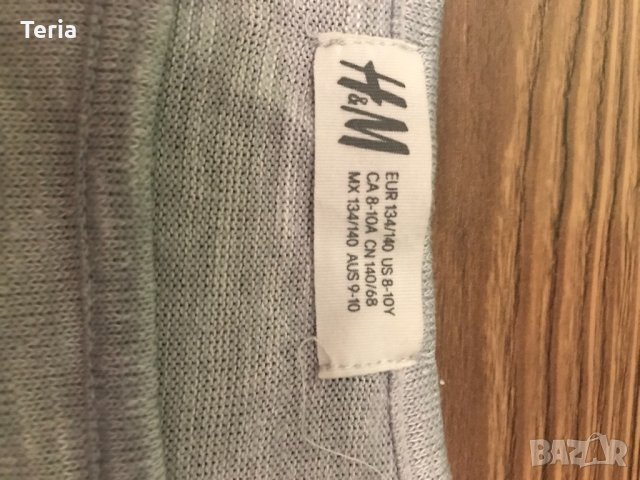 Teria
H&M
EUR 134/140 US 8-10Y
CA 8-10A CN 140/68
MX 134/140 AUS 9-10
BAZAR